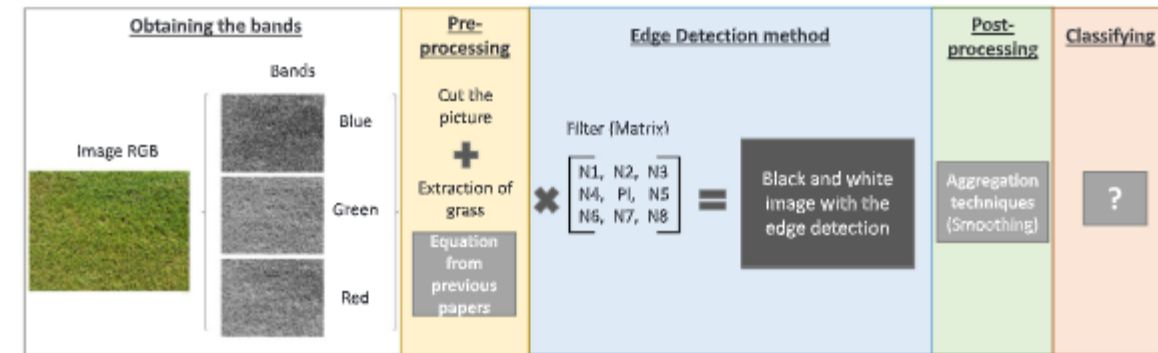 Obtaining the bands
Bands
Image RGB
Blue
Green
Red
Pre-
processing
Cut the
picture
+
Extraction of
grass
Equation
from
previous
papers
Edge Detection method
Filter (Matrix)
N1, N2, N3
N4, PI, N5
N6, N7, N8
=
Black and white
image with the
edge detection
Post-
processing
Aggregation
techniques
(Smoothing)
Classifying
?